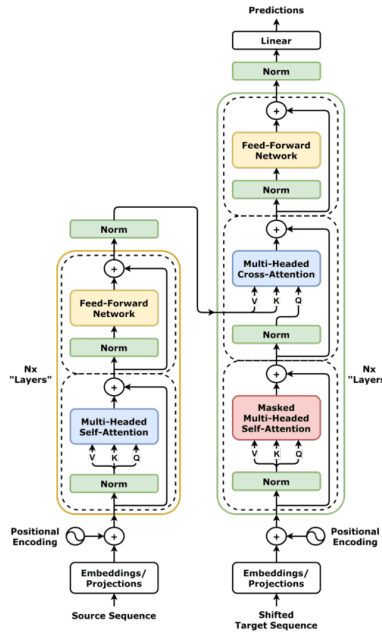 Predictions
Linear
Norm
Feed-Forward
Network
Norm
Multi-Headed
Cross-Attention
V K Q
Norm
Masked
Multi-Headed
Self-Attention
V K Q
Norm
Nx
"Layers"
Positional
Encoding
Embeddings/
Projections
Shifted
Target Sequence
Norm
Feed-Forward
Network
Norm
Multi-Headed
Self-Attention
V K Q
Norm
Nx
"Layers"
Positional
Encoding
Embeddings/
Projections
Source Sequence